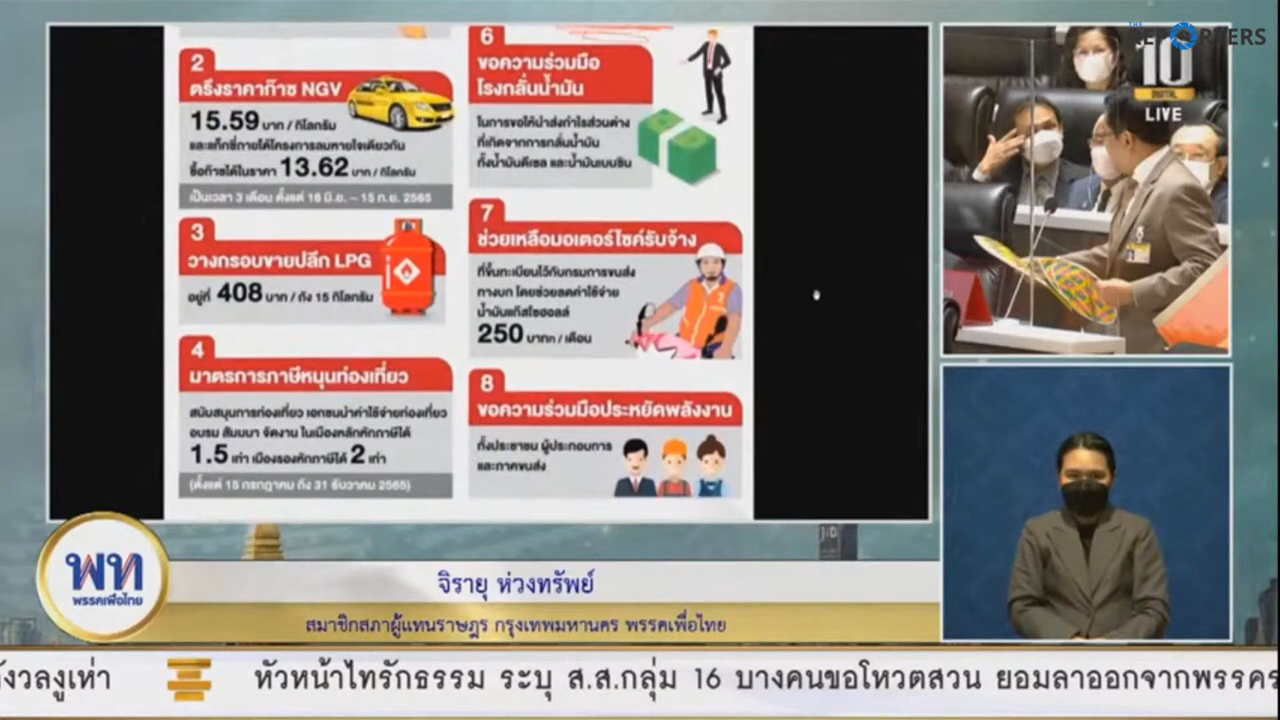 2
ตรึงราคาก๊าซ NGV
15.59 บาท / กิโลกรัม
และแท็กซี่ภายใต้โครงการลมหายใจเดียวกัน
ซื้อก๊าซได้ในราคา 13.62 บาท / กิโลกรัม
เป็นเวลา 3 เดือน ตั้งแต่ 16 มิ.ย. – 15 ก.ย. 2565
3
วางกรอบขายปลีก LPG
อยู่ที่ 408 บาท / ถัง 15 กิโลกรัม
4
มาตรการภาษีหนุนท่องเที่ยว
สนับสนุนการท่องเที่ยว เอกชนนำค่าใช้จ่ายท่องเที่ยว
อบรม สัมมนา จัดงาน ในเมืองหลักหักภาษีได้
1.5 เท่า เมืองรองหักภาษีได้ 2 เท่า
(ตั้งแต่ 15 กรกฎาคม ถึง 31 ธันวาคม 2565)
6
ขอความร่วมมือ
โรงกลั่นน้ำมัน
ในการขอให้นำส่งกำไรส่วนต่าง
ที่เกิดจากการกลั่นน้ำมัน
ทั้งน้ำมันดีเซล และน้ำมันเบนซิน
7
ช่วยเหลือมอเตอร์ไซค์รับจ้าง
ที่ขึ้นทะเบียนไว้กับกรมการขนส่ง
ทางบก โดยช่วยลดค่าใช้จ่าย
น้ำมันแก๊สโซฮอลล์
250 บาทท / เดือน
8
ขอความร่วมมือประหยัดพลังงาน
ทั้งประชาชน ผู้ประกอบการ
และภาคขนส่ง
THE REPORTERS
10
DIGITAL
LIVE
พท
พรรคเพื่อไทย
จิรายุ ห่วงทรัพย์
สมาชิกสภาผู้แทนราษฎร กรุงเทพมหานคร พรรคเพื่อไทย
ังวลงูเห่า หัวหน้าไทรักธรรม ระบุ ส.ส.กลุ่ม 16 บางคนขอโหวตสวน ยอมลาออกจากพรรคร